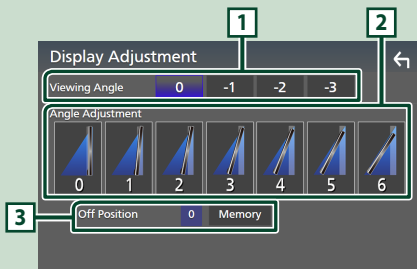 1 2
Display Adjustment
Viewing Angle 0 -1 -2 -3
Angle Adjustment
0 1 2 3 4 5 6
3
Off Position 0 Memory